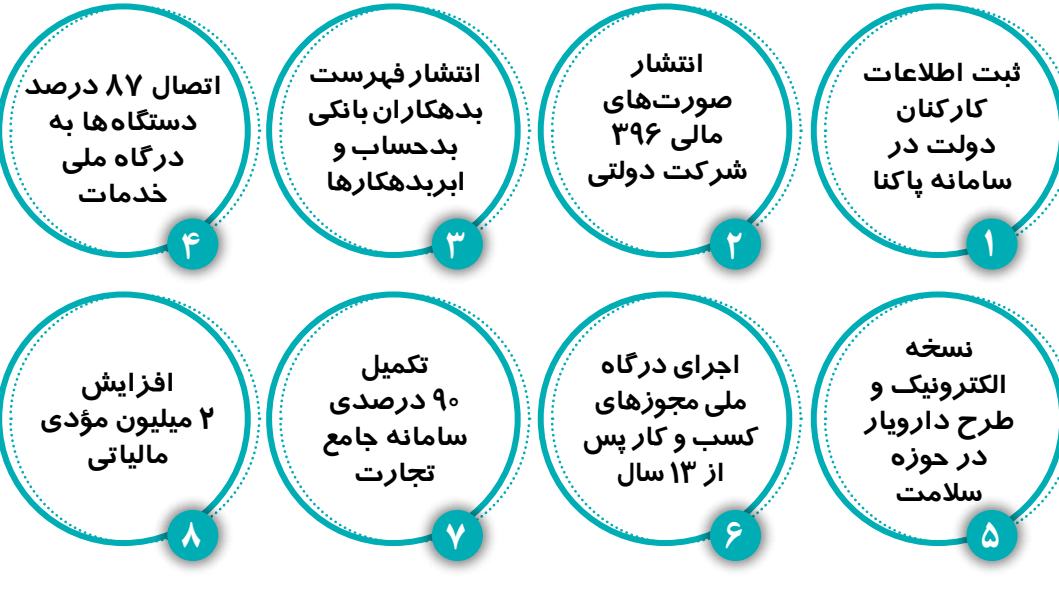 ثبت اطلاعات
کارکنان
دولت در
سامانه پاکنا
۱
انتشار
صورت‌های
مالی ۳۹۶
شرکت دولتی
۲
انتشار فهرست
بدهکاران بانکی
بدحساب و
ابربدهکارها
۳
اتصال ۸۷ درصد
دستگاه‌ها به
درگاه ملی
خدمات
۴
نسخه
الکترونیک و
طرح دارویار
در حوزه
سلامت
۵
اجرای درگاه
ملی مجوزهای
کسب و کار پس
از ۱۳ سال
۶
تکمیل
۹۰ درصدی
سامانه جامع
تجارت
۷
افزایش
۲ میلیون مؤدی
مالیاتی
۸